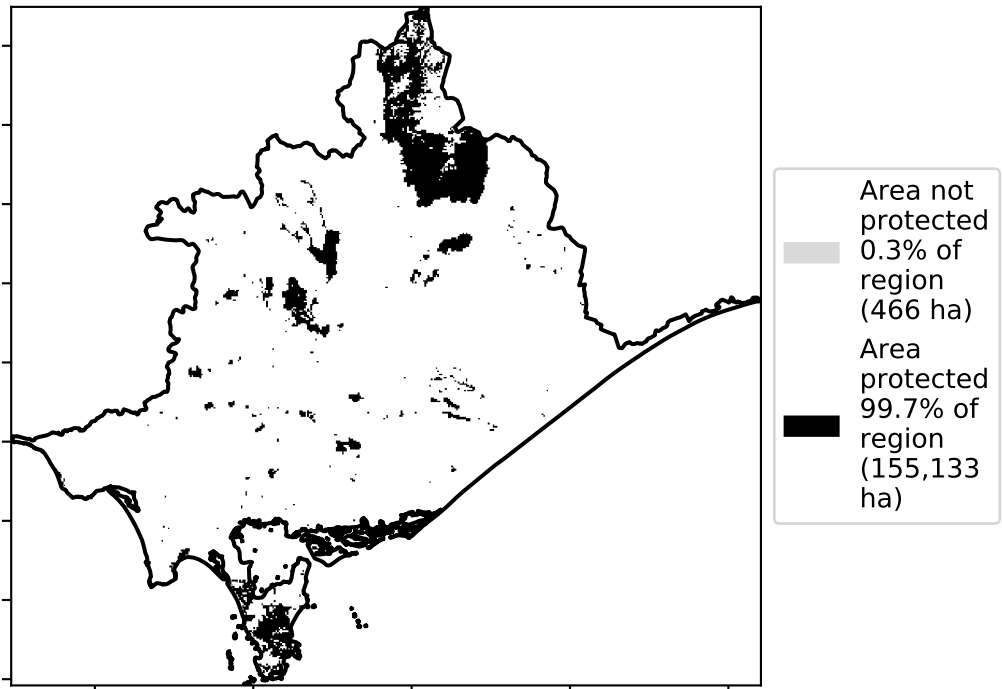 Area not
protected
0.3% of
region
(466 ha)
Area
protected
99.7% of
region
(155,133
ha)